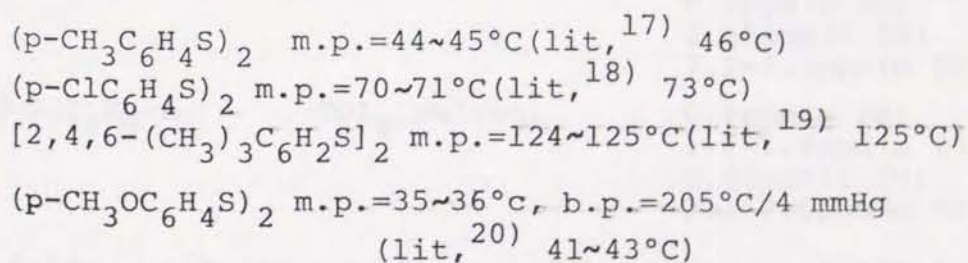 (p-CH₃C₆H₄S)₂ m.p.=44~45°C(lit,¹⁷⁾ 46°C)
(p-ClC₆H₄S)₂ m.p.=70~71°C(lit,¹⁸⁾ 73°C)
[2,4,6-(CH₃)₃C₆H₂S]₂ m.p.=124~125°C(lit,¹⁹⁾ 125°C)
(p-CH₃OC₆H₄S)₂ m.p.=35~36°c, b.p.=205°C/4 mmHg
(lit,²⁰⁾ 41~43°C)